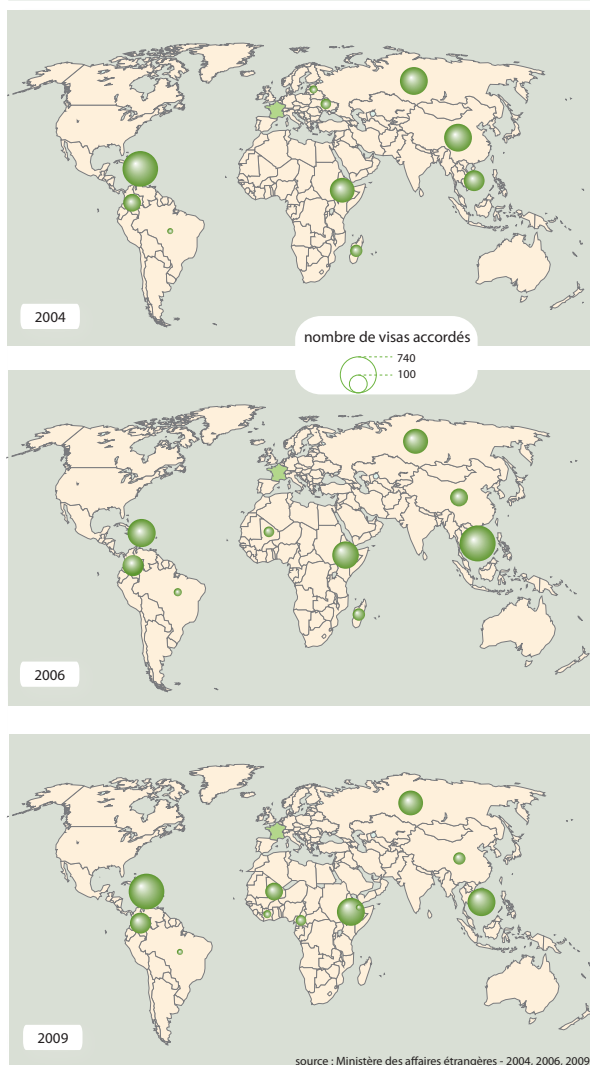 2004
nombre de visas accordés
740
100
2006
2009
source : Ministère des affaires étrangères - 2004, 2006, 2009